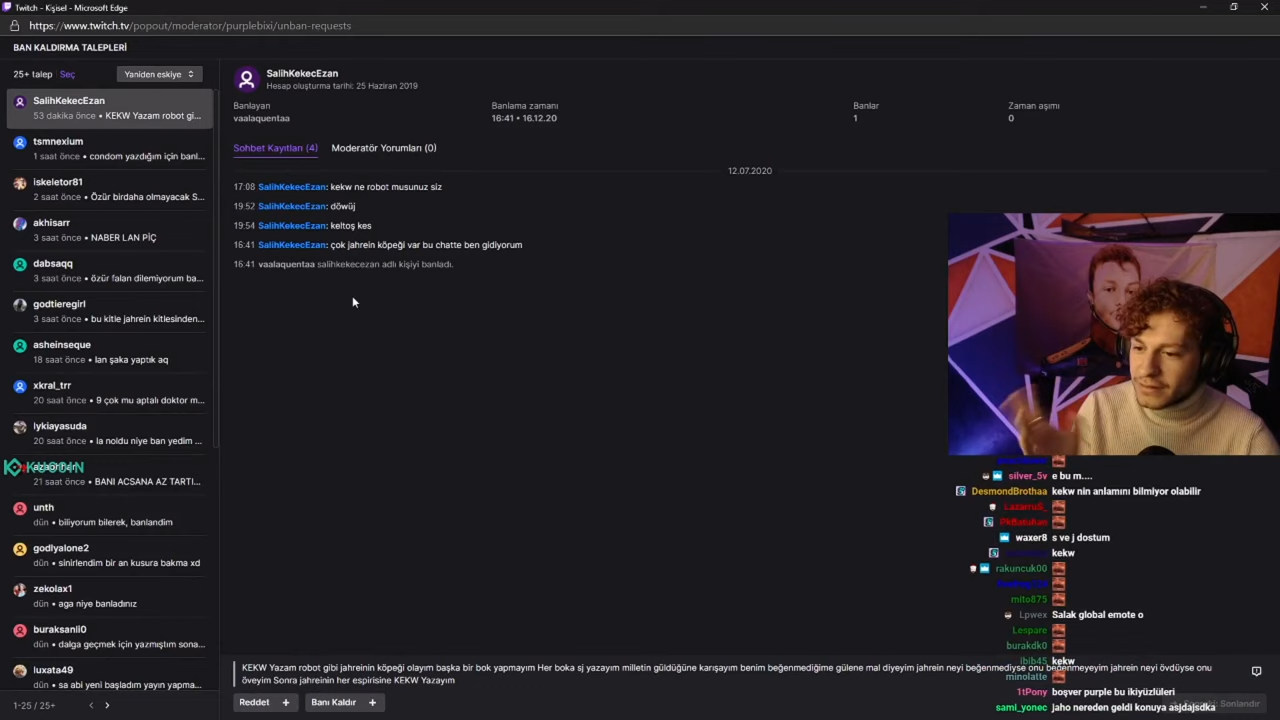 Twitch - Kişisel - Microsoft Edge
https://www.twitch.tv/popout/moderator/purplebixi/unban-requests
BAN KALDIRMA TALEPLERİ
25+ talep Seç Yeniden eskiye
SalihKekecEzan
53 dakika önce • KEKW Yazam robot gi...
tsmnexium
1 saat önce • condom yazdığım için banl...
iskeletor81
2 saat önce • Özür birdaha olmayacak S...
akhisarr
3 saat önce • NABER LAN PİÇ
dabsaqq
3 saat önce • özür falan dilemiyorum ba...
godtieregirl
3 saat önce • bu kitle jahrein kitlesinden...
asheinseque
18 saat önce • lan şaka yaptık aq
xkral_trr
20 saat önce • 9 çok mu aptalı doktor m...
lykiayasuda
20 saat önce • la noldu niye ban yedim ...
21 saat önce • BANI ACSANA AZ TARTI...
unth
dün • biliyorum bilerek, banlandim
godlyalone2
dün • sinirlendim bir an kusura bakma xd
zekolax1
dün • aga niye banladınız
buraksanli0
dün • dalga geçmek için yazmıştım sona...
luxata49
dün • sa abi yeni başladım yayın yapma...
1-25 / 25+
SalihKekecEzan
Hesap oluşturma tarihi: 25 Haziran 2019
Banlayan Banlama zamanı Banlar Zaman aşımı
vaalaquentaa 16:41 • 16.12.20 1 0
Sohbet Kayıtları (4) Moderatör Yorumları (0)
12.07.2020
17:08 SalihKekecEzan: kekw ne robot musunuz siz
19:52 SalihKekecEzan: döwüj
19:54 SalihKekecEzan: keltoş kes
16:41 SalihKekecEzan: çok jahrein köpeği var bu chatte ben gidiyorum
16:41 vaalaquentaa salihkekecezan adlı kişiyi banladı.
KEKW Yazam robot gibi jahreinin köpeği olayım başka bir bok yapmayım Her boka sj yazayım milletin güldüğüne karışayım benim beğenmediğime gülene mal diyeyim jahrein neyi beğenmediyse onu beğenmeyeyim jahrein neyi övdüyse onu
öveyim Sonra jahreinin her espirisine KEKW Yazayım
Reddet + Banı Kaldır +
silver_5v e bu m....
DesmondBrothaa kekw nin anlamını bilmiyor olabilir
LazarusS_
PkBatuhan
waxer8 s ve j dostum
kekw
rakuncuk00
mito875
Lpwex Salak global emote o
Lespare
burakdk0
ibib45 kekw
minolatte
1tPony boşver purple bu ikiyüzlüleri
sami_yonec jaho nereden geldi konuya asjdajsdka